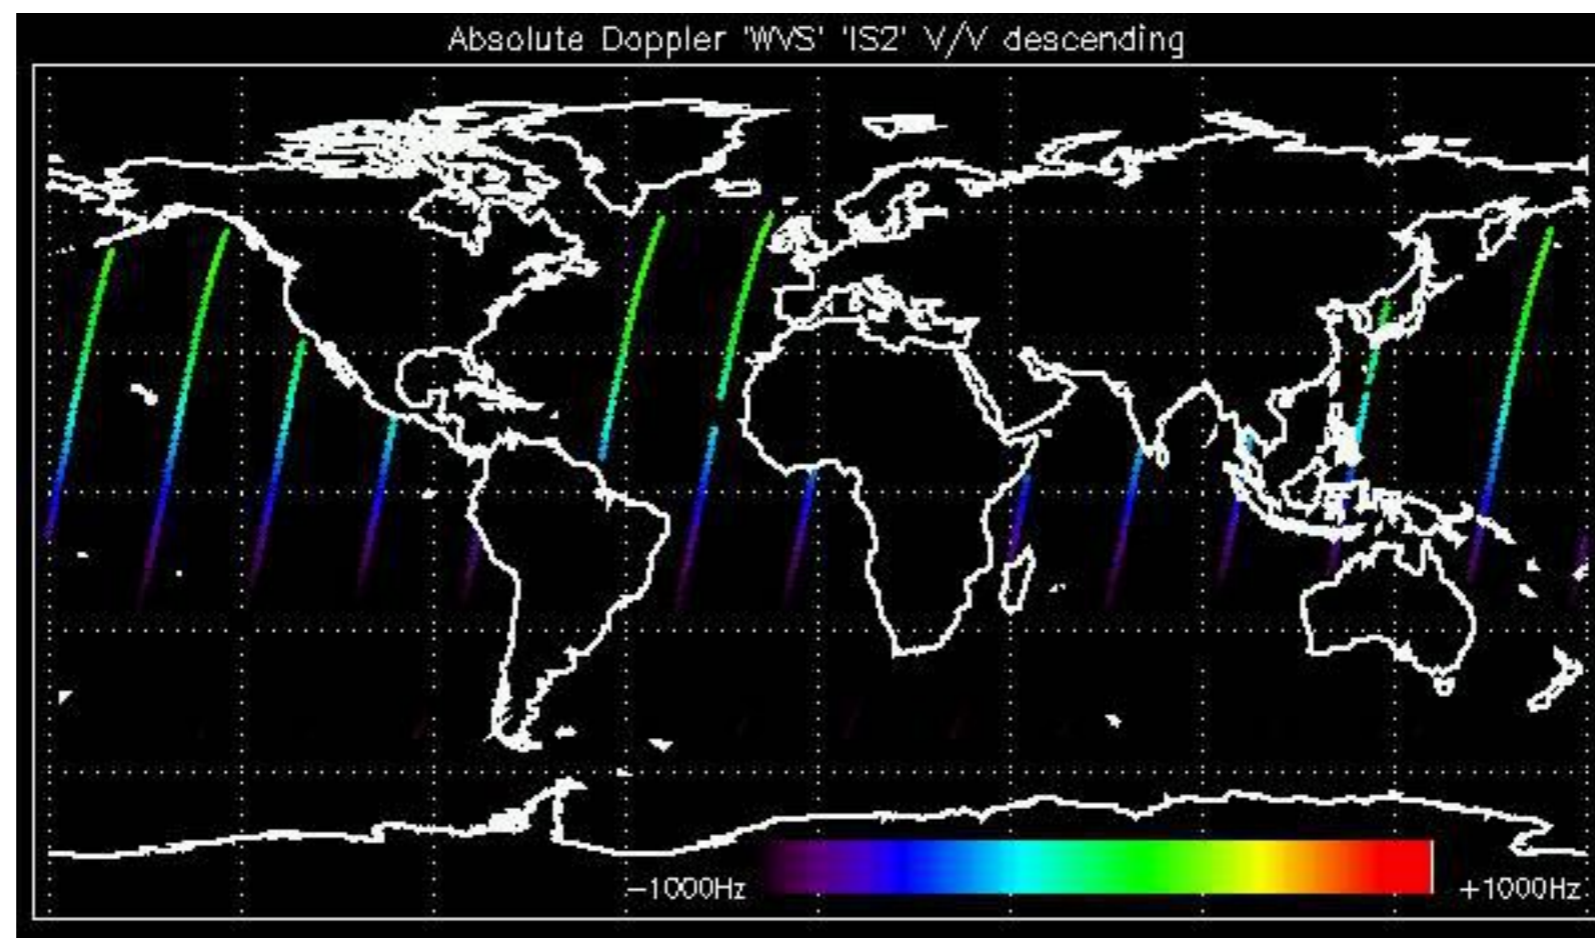 Absolute Doppler 'WVS' 'IS2' V/V descending
-1000Hz
+1000Hz